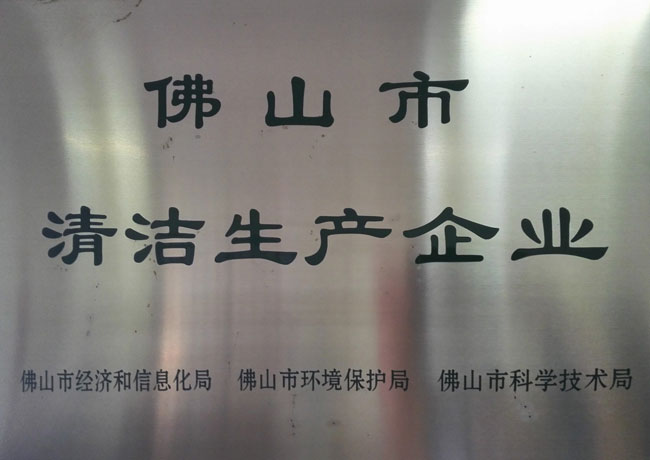 佛山市
清洁生产企业
佛山市经济和信息化局 佛山市环境保护局 佛山市科学技术局